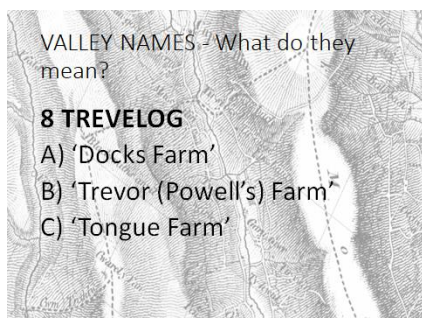 VALLEY NAMES - What do they
mean?
8 TREVELOG
A) ‘Docks Farm’
B) ‘Trevor (Powell’s) Farm’
C) ‘Tongue Farm’